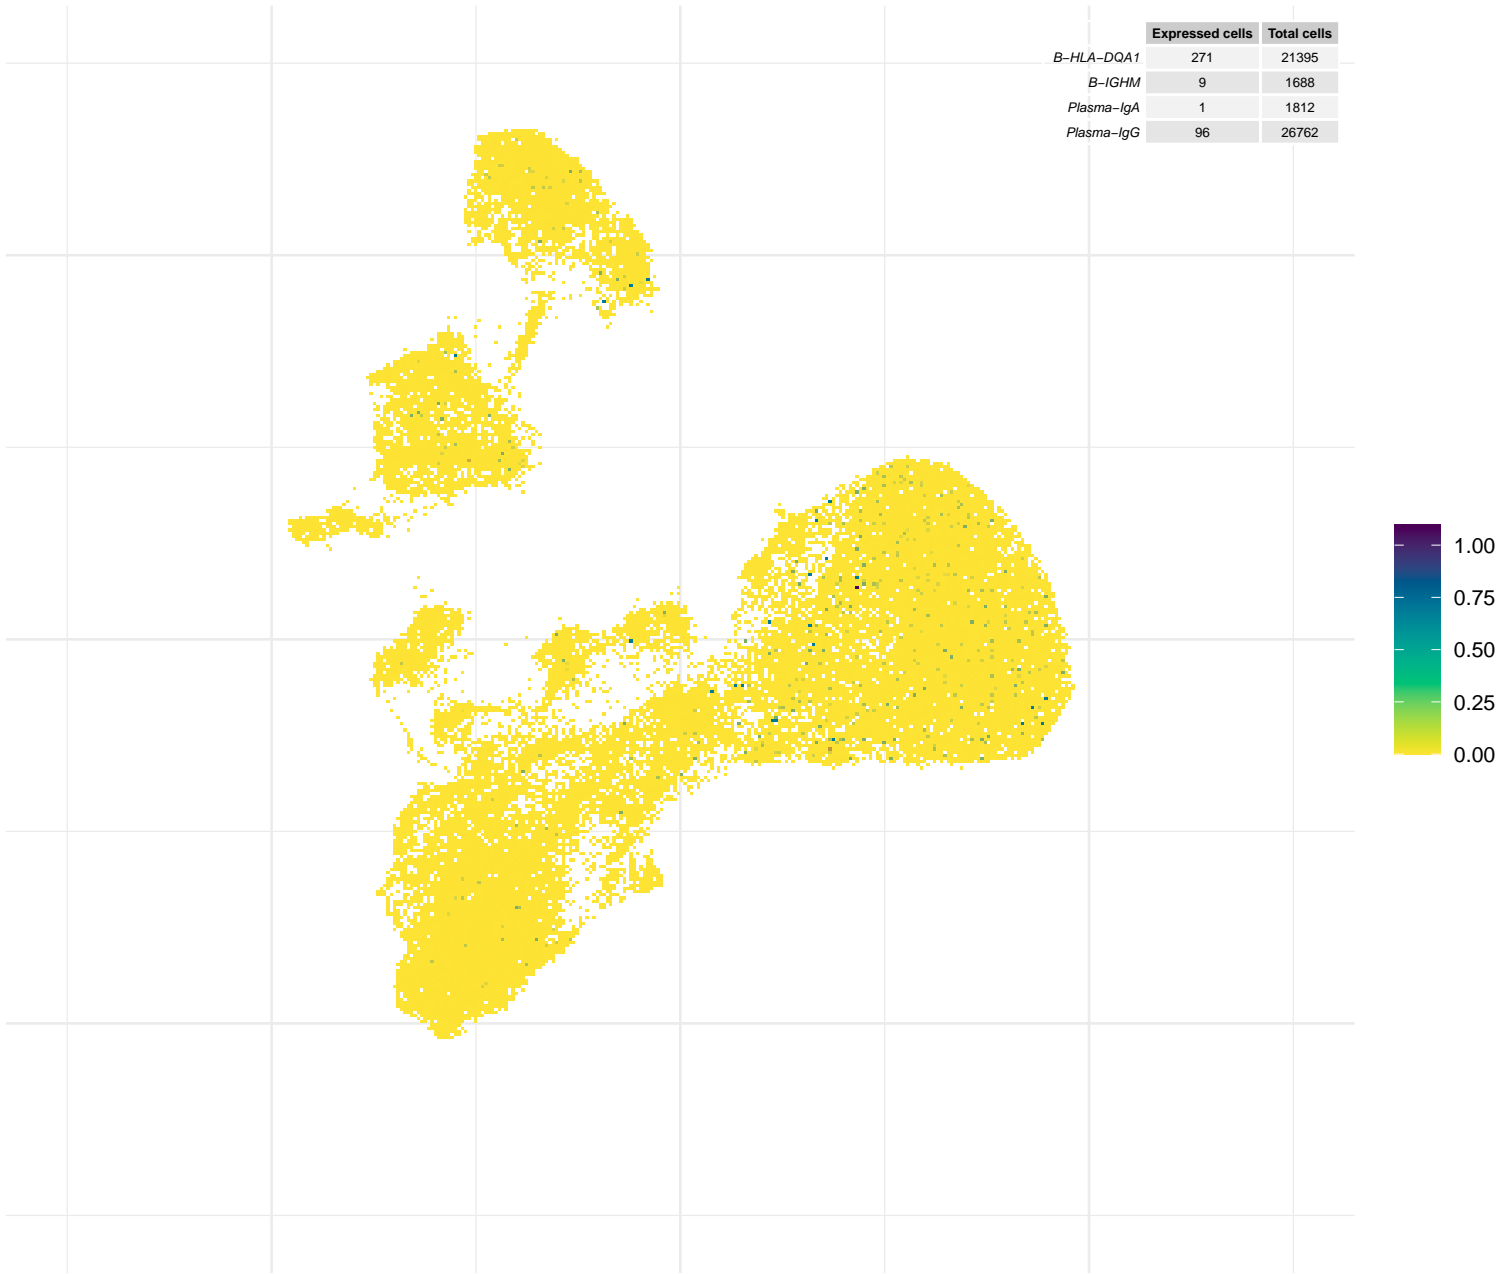 Expressed cells Total cells
B−HLA−DQA1 271 21395
B−IGHM 9 1688
Plasma−IgA 1 1812
Plasma−IgG 96 26762
1.00
0.75
0.50
0.25
0.00